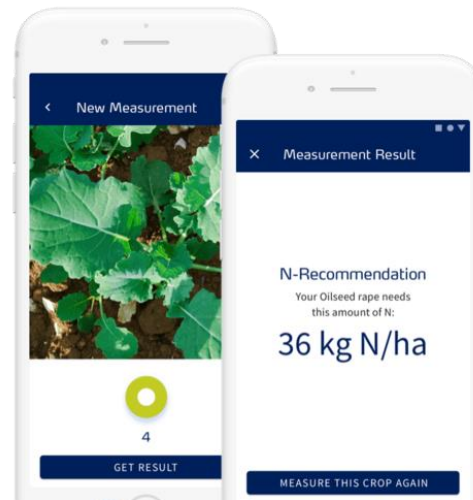 New Measurement
4
GET RESULT
Measurement Result
N-Recommendation
Your Oilseed rape needs
this amount of N:
36 kg N/ha
MEASURE THIS CROP AGAIN